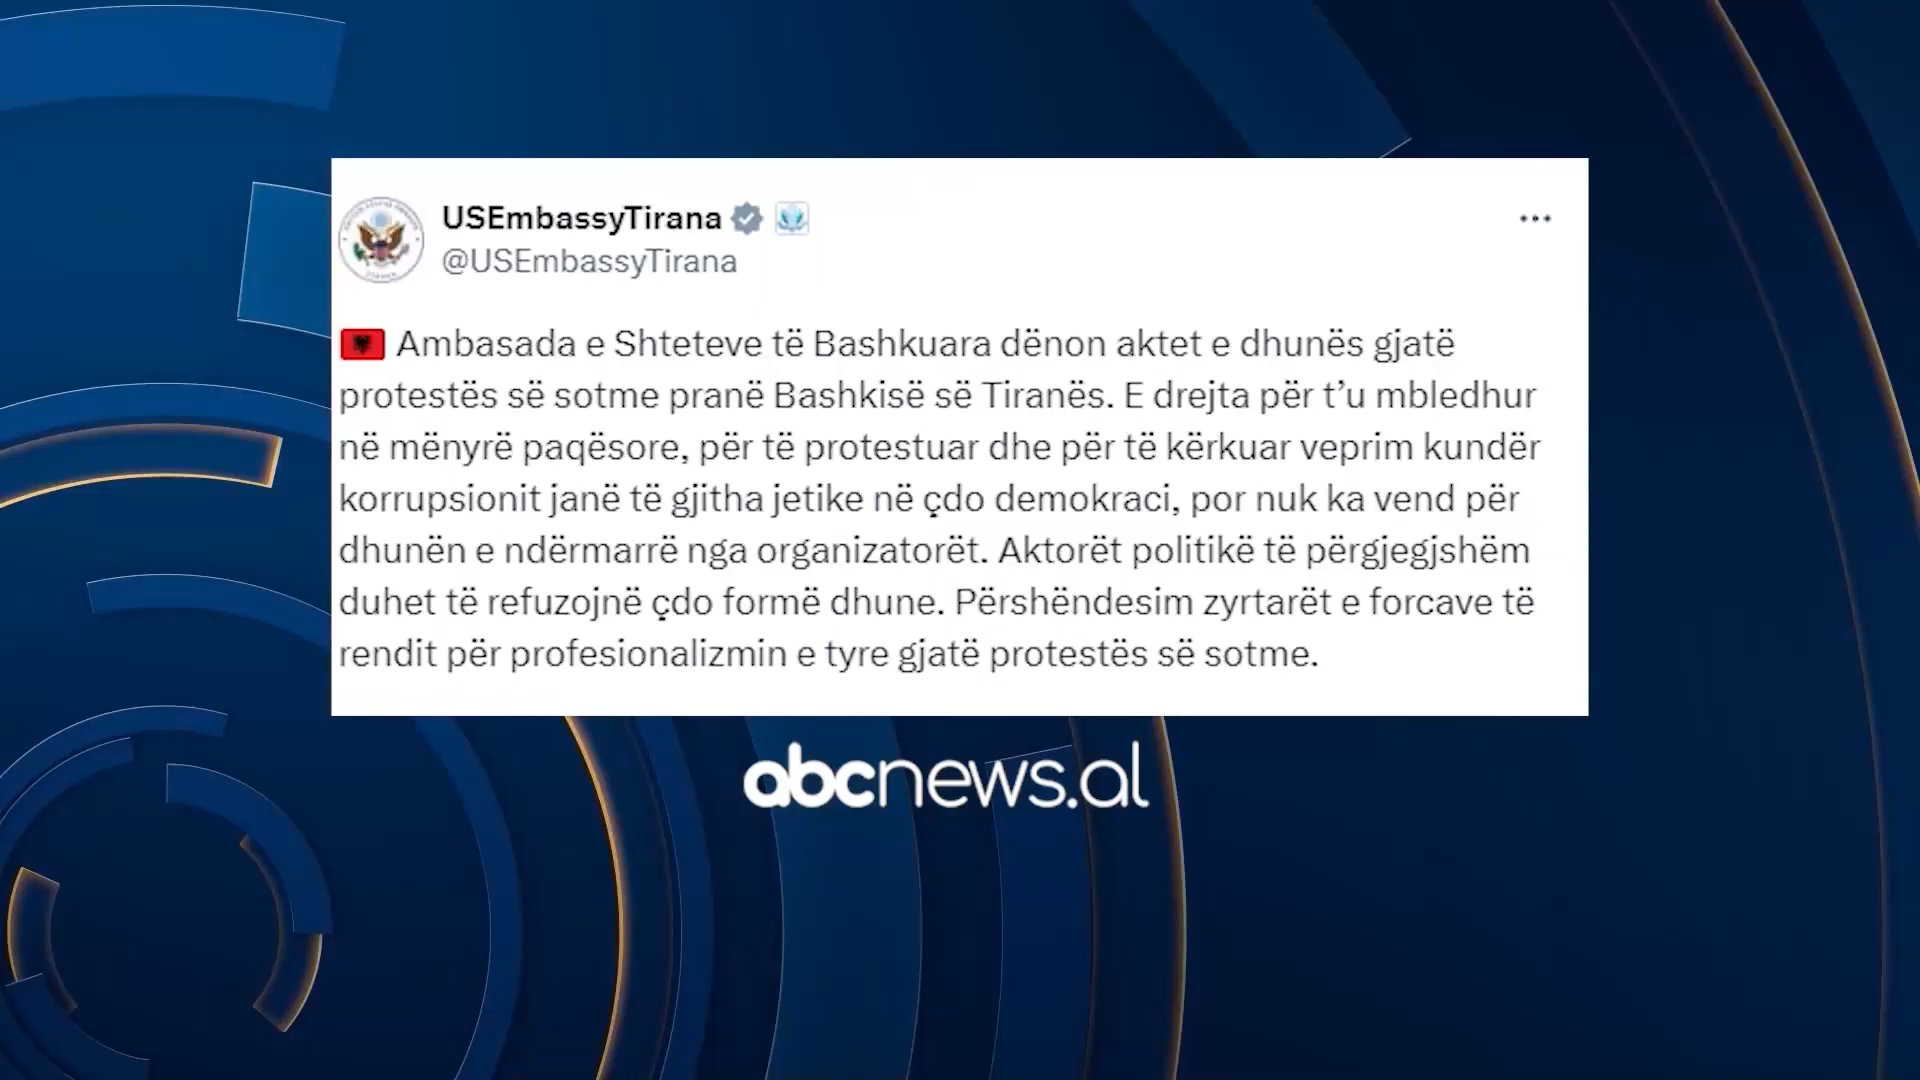 USEmbassyTirana
@USEmbassyTirana
Ambasada e Shteteve të Bashkuara dënon aktet e dhunës gjatë
protestës së sotme pranë Bashkisë së Tiranës. E drejta për t’u mbledhur
në mënyrë paqësore, për të protestuar dhe për të kërkuar veprim kundër
korrupsionit janë të gjitha jetike në çdo demokraci, por nuk ka vend për
dhunën e ndërmarrë nga organizatorët. Aktorët politikë të përgjegjshëm
duhet të refuzojnë çdo formë dhune. Përshëndesim zyrtarët e forcave të
rendit për profesionalizmin e tyre gjatë protestës së sotme.
abcnews.al